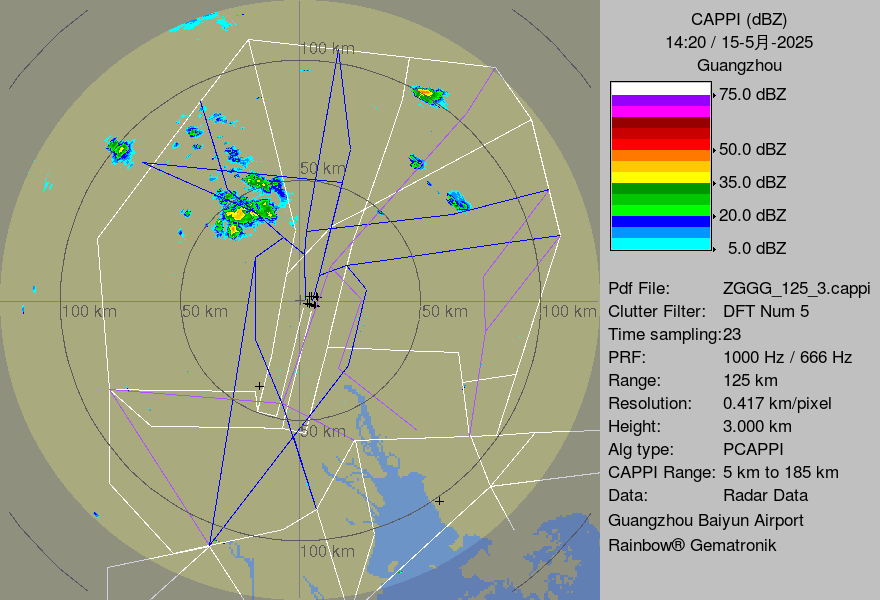 CAPPI (dBZ)
14:20 / 15-5月-2025
Guangzhou
75.0 dBZ
50.0 dBZ
35.0 dBZ
20.0 dBZ
5.0 dBZ
Pdf File: ZGGG_125_3.cappi
Clutter Filter: DFT Num 5
Time sampling:23
PRF: 1000 Hz / 666 Hz
Range: 125 km
Resolution: 0.417 km/pixel
Height: 3.000 km
Alg type: PCAPPI
CAPPI Range: 5 km to 185 km
Data: Radar Data
Guangzhou Baiyun Airport
Rainbow® Gematronik
100 km
50 km
100 km 50 km 50 km 100 km
50 km
100 km